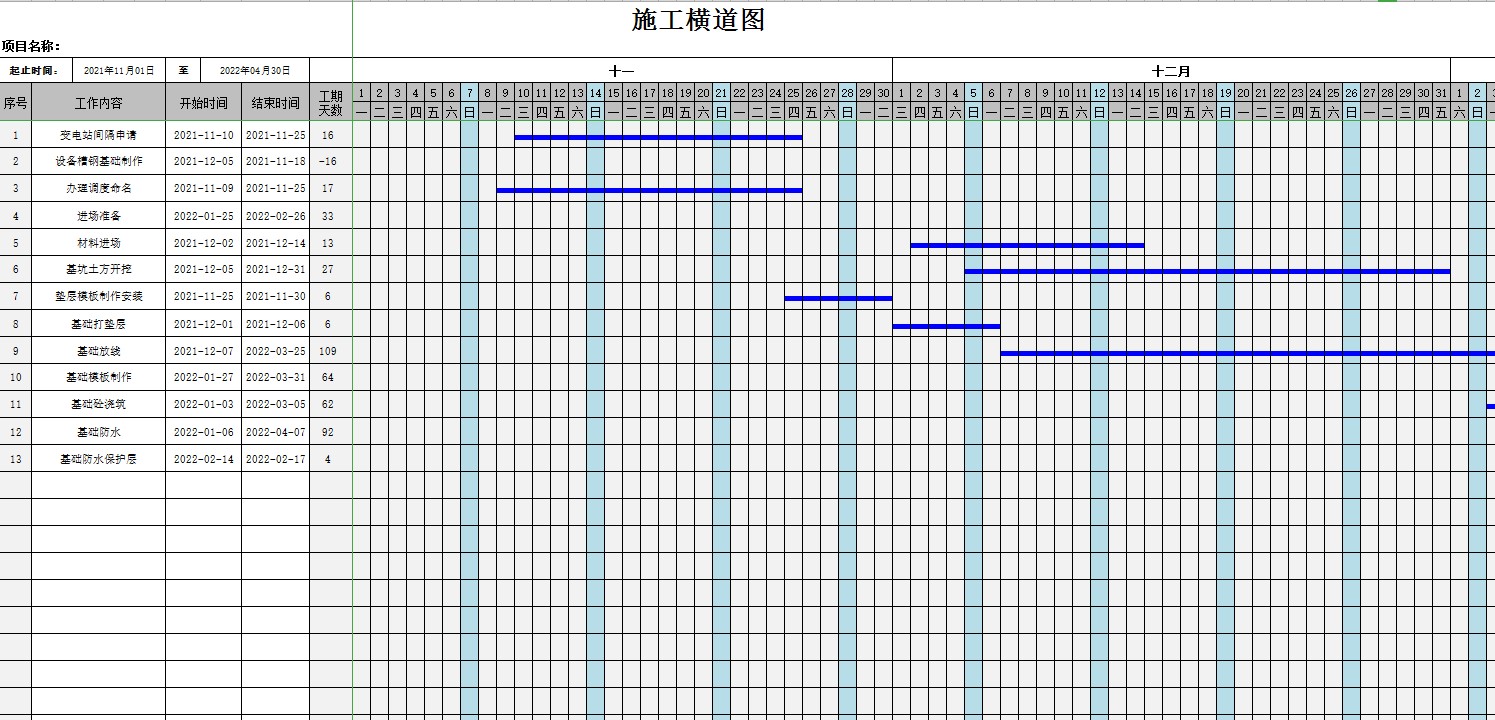 施工横道图
项目名称:
起止时间: 2021年11月01日 至 2022年04月30日 十一 十二月
序号 工作内容 开始时间 结束时间 工期天数 1 2 3 4 5 6 7 8 9 10 11 12 13 14 15 16 17 18 19 20 21 22 23 24 25 26 27 28 29 30 1 2 3 4 5 6 7 8 9 10 11 12 13 14 15 16 17 18 19 20 21 22 23 24 25 26 27 28 29 30 31 1 2
一 二 三 四 五 六 日 一 二 三 四 五 六 日 一 二 三 四 五 六 日 一 二 三 四 五 六 日 一 二 三 四 五 六 日 一 二 三 四 五 六 日 一 二 三 四 五 六 日 一 二 三 四 五 六 日 一 二 三 四 五 六 日 一
1 变电站间隔申请 2021-11-10 2021-11-25 16
2 设备槽钢基础制作 2021-12-05 2021-11-18 -16
3 办理调度命名 2021-11-09 2021-11-25 17
4 进场准备 2022-01-25 2022-02-26 33
5 材料进场 2021-12-02 2021-12-14 13
6 基坑土方开挖 2021-12-05 2021-12-31 27
7 垫层模板制作安装 2021-11-25 2021-11-30 6
8 基础打垫层 2021-12-01 2021-12-06 6
9 基础放线 2021-12-07 2022-03-25 109
10 基础模板制作 2022-01-27 2022-03-31 64
11 基础砼浇筑 2022-01-03 2022-03-05 62
12 基础防水 2022-01-06 2022-04-07 92
13 基础防水保护层 2022-02-14 2022-02-17 4